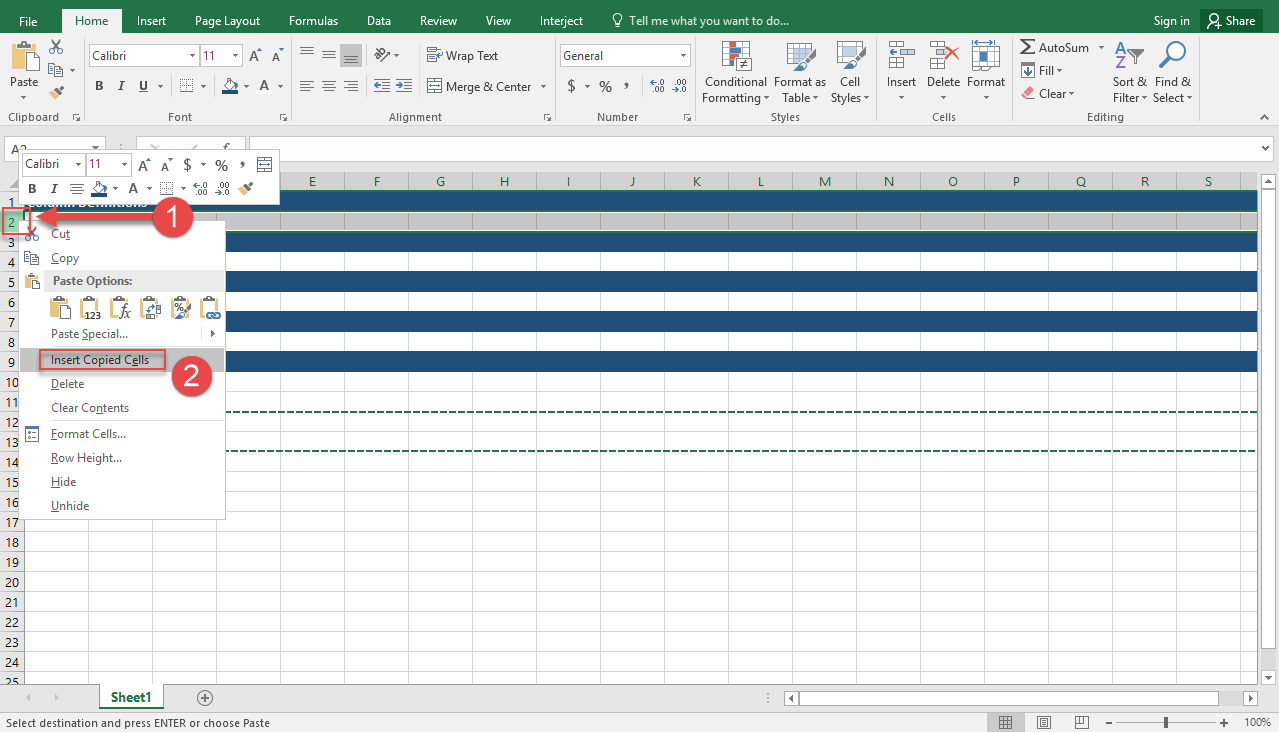 File Home Insert Page Layout Formulas Data Review View Interject Tell me what you want to do... Sign in Share
Calibri 11 Wrap Text General AutoSum
Paste B I U A Merge & Center $ % , Conditional Formatting Format as Table Cell Styles Insert Delete Format Fill Clear Sort & Filter Find & Select
Clipboard Font Alignment Number Styles Cells Editing
Calibri 11 A A $ % ,
B I A .00
E F G H I J K L M N O P Q R S
1 Column Definitions
2 1
Cut
3
Copy
4
Paste Options:
5
6
123 fx %
7
Paste Special...
8
Insert Copied Cells 2
9
Delete
10
Clear Contents
11
12
Format Cells...
13
Row Height...
14
Hide
15
Unhide
16
17
18
19
20
21
22
23
24
25
Sheet1
Select destination and press ENTER or choose Paste 100%